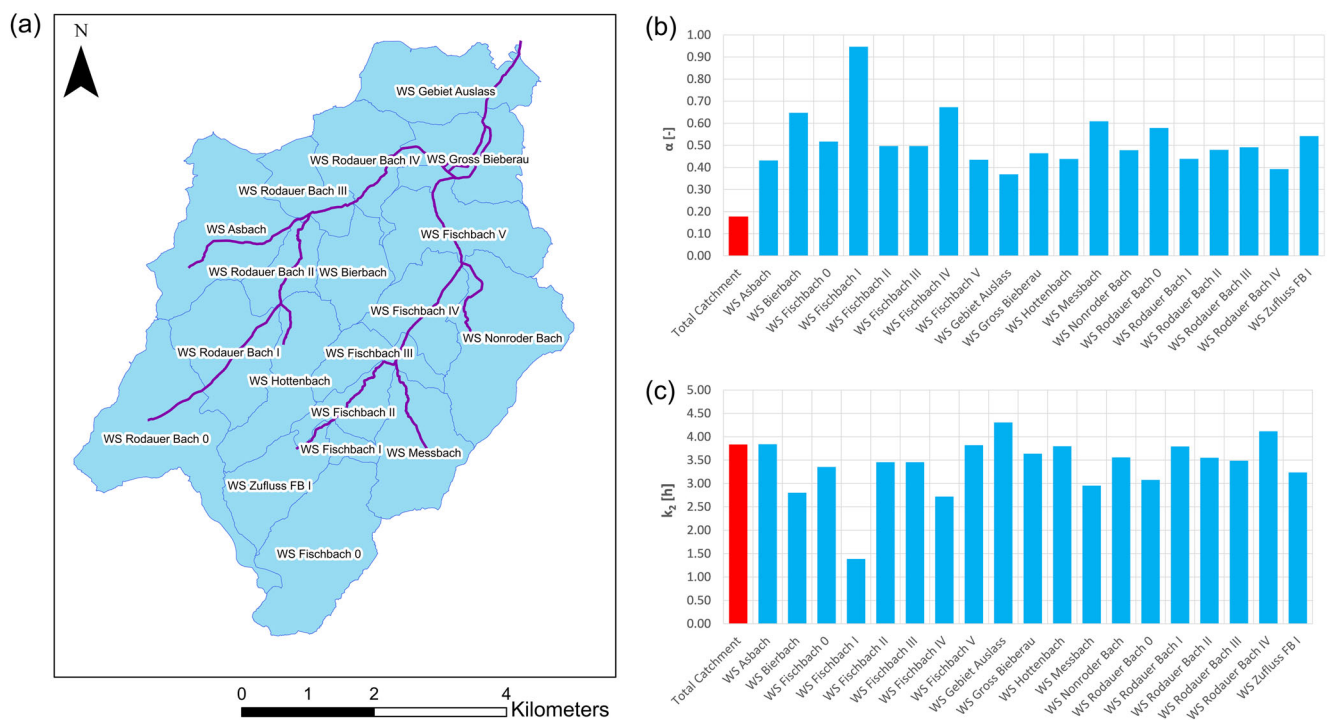 (a)
N
WS Gebiet Auslass
WS Rodauer Bach IV
WS Gross Bieberau
WS Rodauer Bach III
WS Asbach
WS Fischbach V
WS Rodauer Bach II
WS Bierbach
WS Fischbach IV
WS Nonroder Bach
WS Rodauer Bach I
WS Fischbach III
WS Hottenbach
WS Fischbach II
WS Rodauer Bach 0
WS Fischbach I
WS Messbach
WS Zufluss FB I
WS Fischbach 0
0 1 2 4
Kilometers
(b)
α [-]
1.00
0.90
0.80
0.70
0.60
0.50
0.40
0.30
0.20
0.10
0.00
Total Catchment
WS Asbach
WS Bierbach
WS Fischbach 0
WS Fischbach I
WS Fischbach II
WS Fischbach III
WS Fischbach IV
WS Fischbach V
WS Gebiet Auslass
WS Gross Bieberau
WS Hottenbach
WS Messbach
WS Nonroder Bach
WS Rodauer Bach 0
WS Rodauer Bach I
WS Rodauer Bach II
WS Rodauer Bach III
WS Rodauer Bach IV
WS Zufluss FB I
(c)
k₂ [h]
5.00
4.50
4.00
3.50
3.00
2.50
2.00
1.50
1.00
0.50
0.00
Total Catchment
WS Asbach
WS Bierbach
WS Fischbach 0
WS Fischbach I
WS Fischbach II
WS Fischbach III
WS Fischbach IV
WS Fischbach V
WS Gebiet Auslass
WS Gross Bieberau
WS Hottenbach
WS Messbach
WS Nonroder Bach
WS Rodauer Bach 0
WS Rodauer Bach I
WS Rodauer Bach II
WS Rodauer Bach III
WS Rodauer Bach IV
WS Zufluss FB I